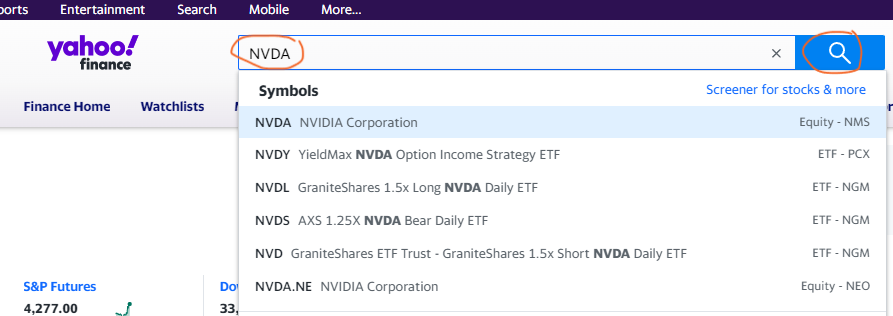 ports Entertainment Search Mobile More...
yahoo!
finance
NVDA ×
Finance Home Watchlists
Symbols Screener for stocks & more
NVDA NVIDIA Corporation Equity - NMS
NVDY YieldMax NVDA Option Income Strategy ETF ETF - PCX
NVDL GraniteShares 1.5x Long NVDA Daily ETF ETF - NGM
NVDS AXS 1.25X NVDA Bear Daily ETF ETF - NGM
NVD GraniteShares ETF Trust - GraniteShares 1.5x Short NVDA Daily ETF ETF - NGM
NVDA.NE NVIDIA Corporation Equity - NEO
S&P Futures
4,277.00
Do
33,